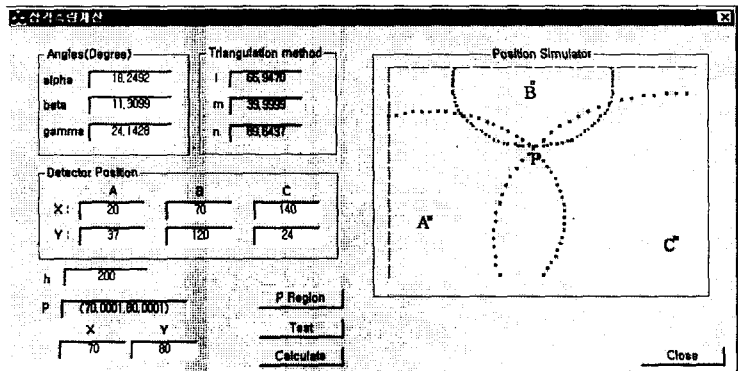 Angles(Degree)
alpha 18,2492
beta 11,3099
gamma 24,1428
Triangulation method
l 65,9470
m 39,9999
n 89,6437
Detector Position
A B C
X : 20 70 140
Y : 37 120 24
h 200
P (70,0001,80,0001)
X Y
70 80
P Region
Test
Calculate
Position Simulator
B
P
A
C
Close